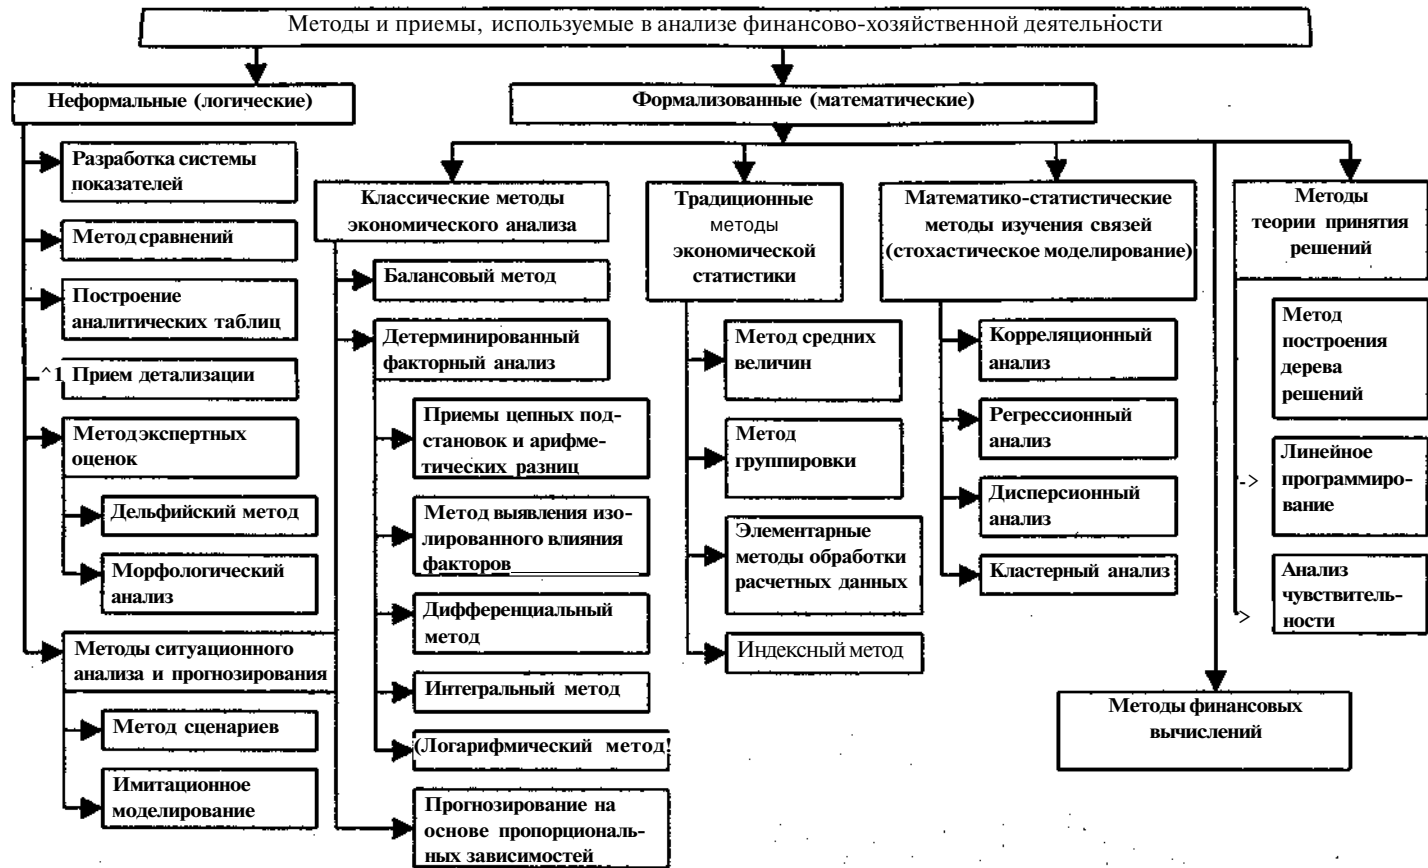 Методы и приемы, используемые в анализе финансово-хозяйственной деятельности
Неформальные (логические)
Формализованные (математические)
Разработка системы
показателей
Метод сравнений
Построение
аналитических таблиц
^1 Прием детализации
Метод экспертных
оценок
Дельфийский метод
Морфологический
анализ
Методы ситуационного
анализа и прогнозирования
Метод сценариев
Имитационное
моделирование
Классические методы
экономического анализа
Балансовый метод
Детерминированный
факторный анализ
Приемы цепных под-
становок и арифме-
тических разниц
Метод выявления изо-
лированного влияния
факторов
Дифференциальный
метод
Интегральный метод
(Логарифмический метод!
Прогнозирование на
основе пропорциональ-
ных зависимостей
Традиционные
методы
экономической
статистики
Метод средних
величин
Метод
группировки
Элементарные
методы обработки
расчетных данных
Индексный метод
Математико-статистические
методы изучения связей
(стохастическое моделирование)
Корреляционный
анализ
Регрессионный
анализ
Дисперсионный
анализ
Кластерный анализ
Методы финансовых
вычислений
Методы
теории принятия
решений
Метод
построения
дерева
решений
-> Линейное
программиро-
вание
Анализ
чувствитель-
> ности